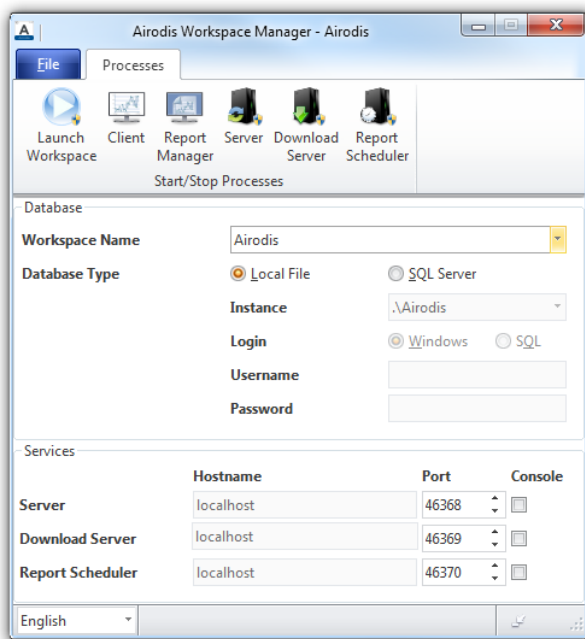 A
Airodis Workspace Manager - Airodis
File Processes
Launch Workspace
Client
Report Manager
Server
Download Server
Report Scheduler
Start/Stop Processes
Database
Workspace Name Airodis
Database Type Local File SQL Server
Instance .\Airodis
Login Windows SQL
Username
Password
Services
Hostname Port Console
Server localhost 46368
Download Server localhost 46369
Report Scheduler localhost 46370
English